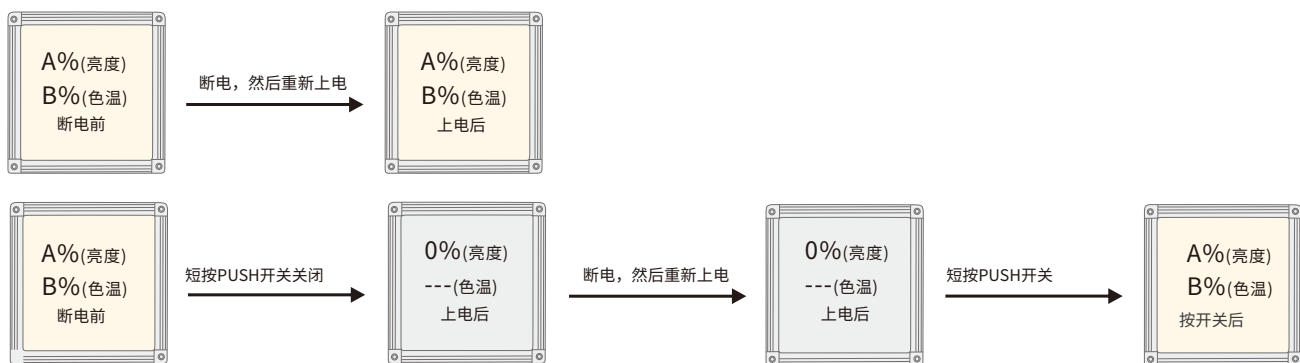 A%(亮度)
B%(色温)
断电前
断电，然后重新上电
A%(亮度)
B%(色温)
上电后
A%(亮度)
B%(色温)
断电前
短按PUSH开关关闭
0%(亮度)
---(色温)
上电后
断电，然后重新上电
0%(亮度)
---(色温)
上电后
短按PUSH开关
A%(亮度)
B%(色温)
按开关后